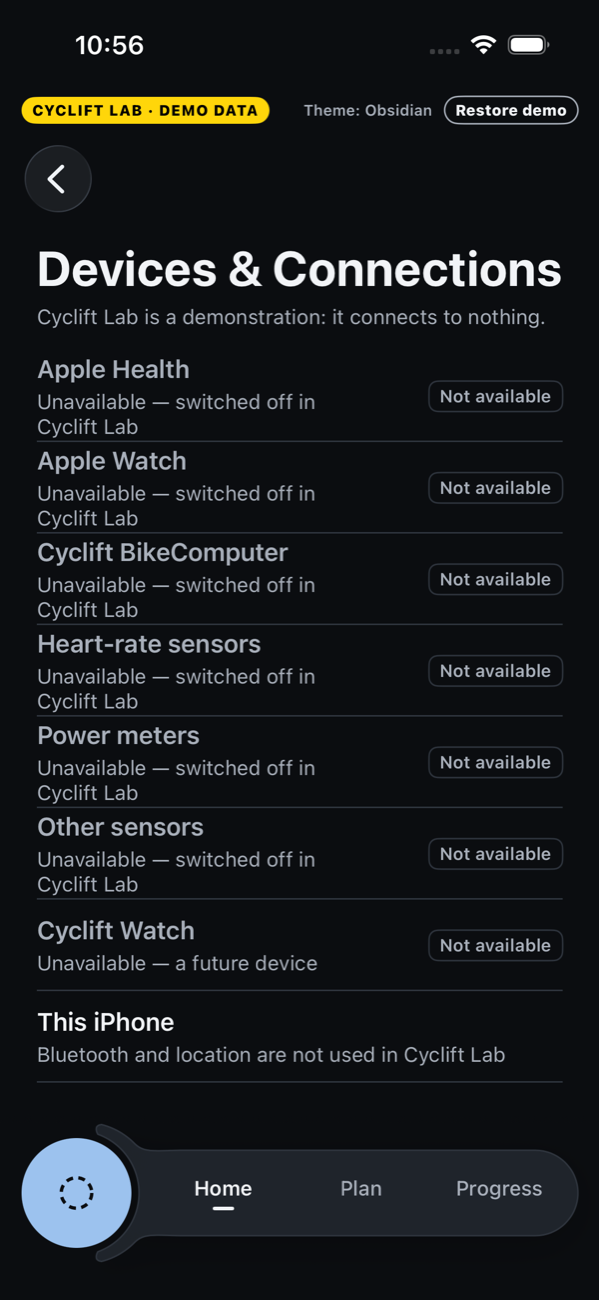 10:56
CYCLIFT LAB · DEMO DATA
Theme: Obsidian
Restore demo
Devices & Connections
Cyclift Lab is a demonstration: it connects to nothing.
Apple Health
Unavailable — switched off in
Cyclift Lab
Not available
Apple Watch
Unavailable — switched off in
Cyclift Lab
Not available
Cyclift BikeComputer
Unavailable — switched off in
Cyclift Lab
Not available
Heart-rate sensors
Unavailable — switched off in
Cyclift Lab
Not available
Power meters
Unavailable — switched off in
Cyclift Lab
Not available
Other sensors
Unavailable — switched off in
Cyclift Lab
Not available
Cyclift Watch
Unavailable — a future device
Not available
This iPhone
Bluetooth and location are not used in Cyclift Lab
Home
Plan
Progress